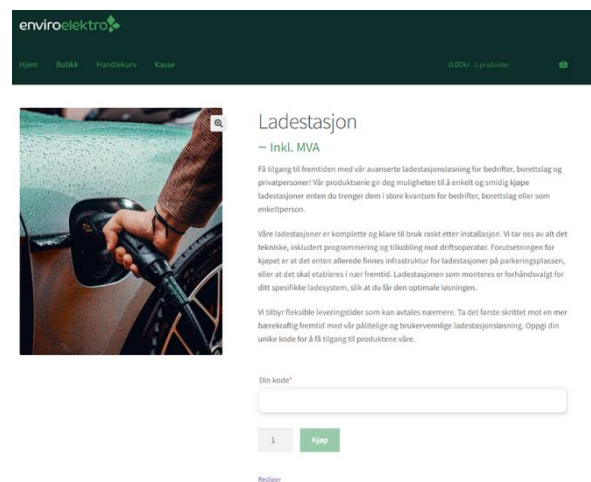 enviroelektro
Hjem Butikk Handlekurv Kasse 0.00kr 0 produkter
Ladestasjon
– Inkl. MVA
Få tilgang til fremtiden med vår avanserte ladestasjonsløsning for bedrifter, borettslag og
privatpersoner! Vår produktserie gir deg muligheten til å enkelt og smidig kjøpe
ladestasjoner enten du trenger dem i store kvantum for bedrifter, borettslag eller som
enkeltperson.
Våre ladestasjoner er komplette og klare til bruk raskt etter installasjon. Vi tar oss av alt det
tekniske, inkludert programmering og tilkobling mot driftsoperatør. Forutsetningen for
kjøpet er at det enten allerede finnes infrastruktur for ladestasjoner på parkeringsplassen,
eller at det skal etableres i nær fremtid. Ladestasjonen som monteres er forhåndsvalgt for
ditt spesifikke ladesystem, slik at du får den optimale løsningen.
Vi tilbyr fleksible leveringstider som kan avtales nærmere. Ta det første skrittet mot en mer
bærekraftig fremtid med vår pålitelige og brukervennlige ladestasjonsløsning. Oppgi din
unike kode for å få tilgang til produktene våre.
Din kode*
1 Kjøp
Rediger